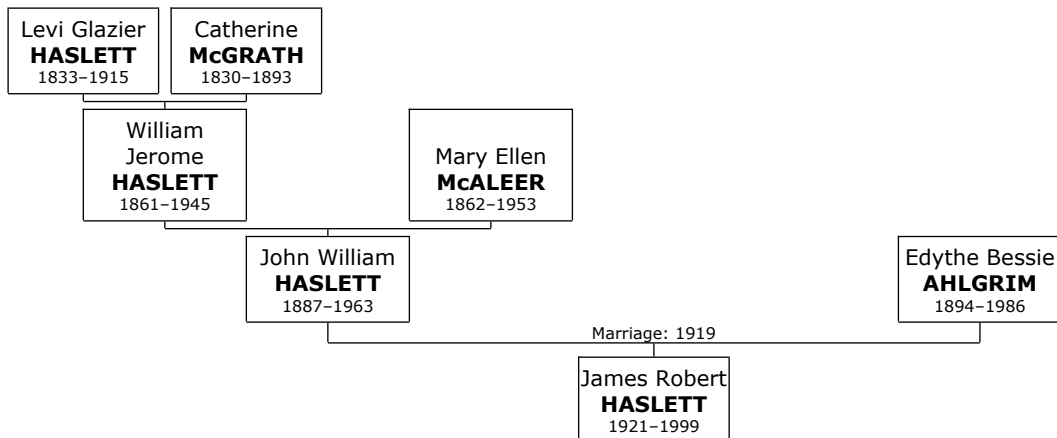 Levi Glazier
HASLETT
1833–1915
Catherine
McGRATH
1830–1893
William
Jerome
HASLETT
1861–1945
Mary Ellen
McALEER
1862–1953
John William
HASLETT
1887–1963
Edythe Bessie
AHLGRIM
1894–1986
Marriage: 1919
James Robert
HASLETT
1921–1999